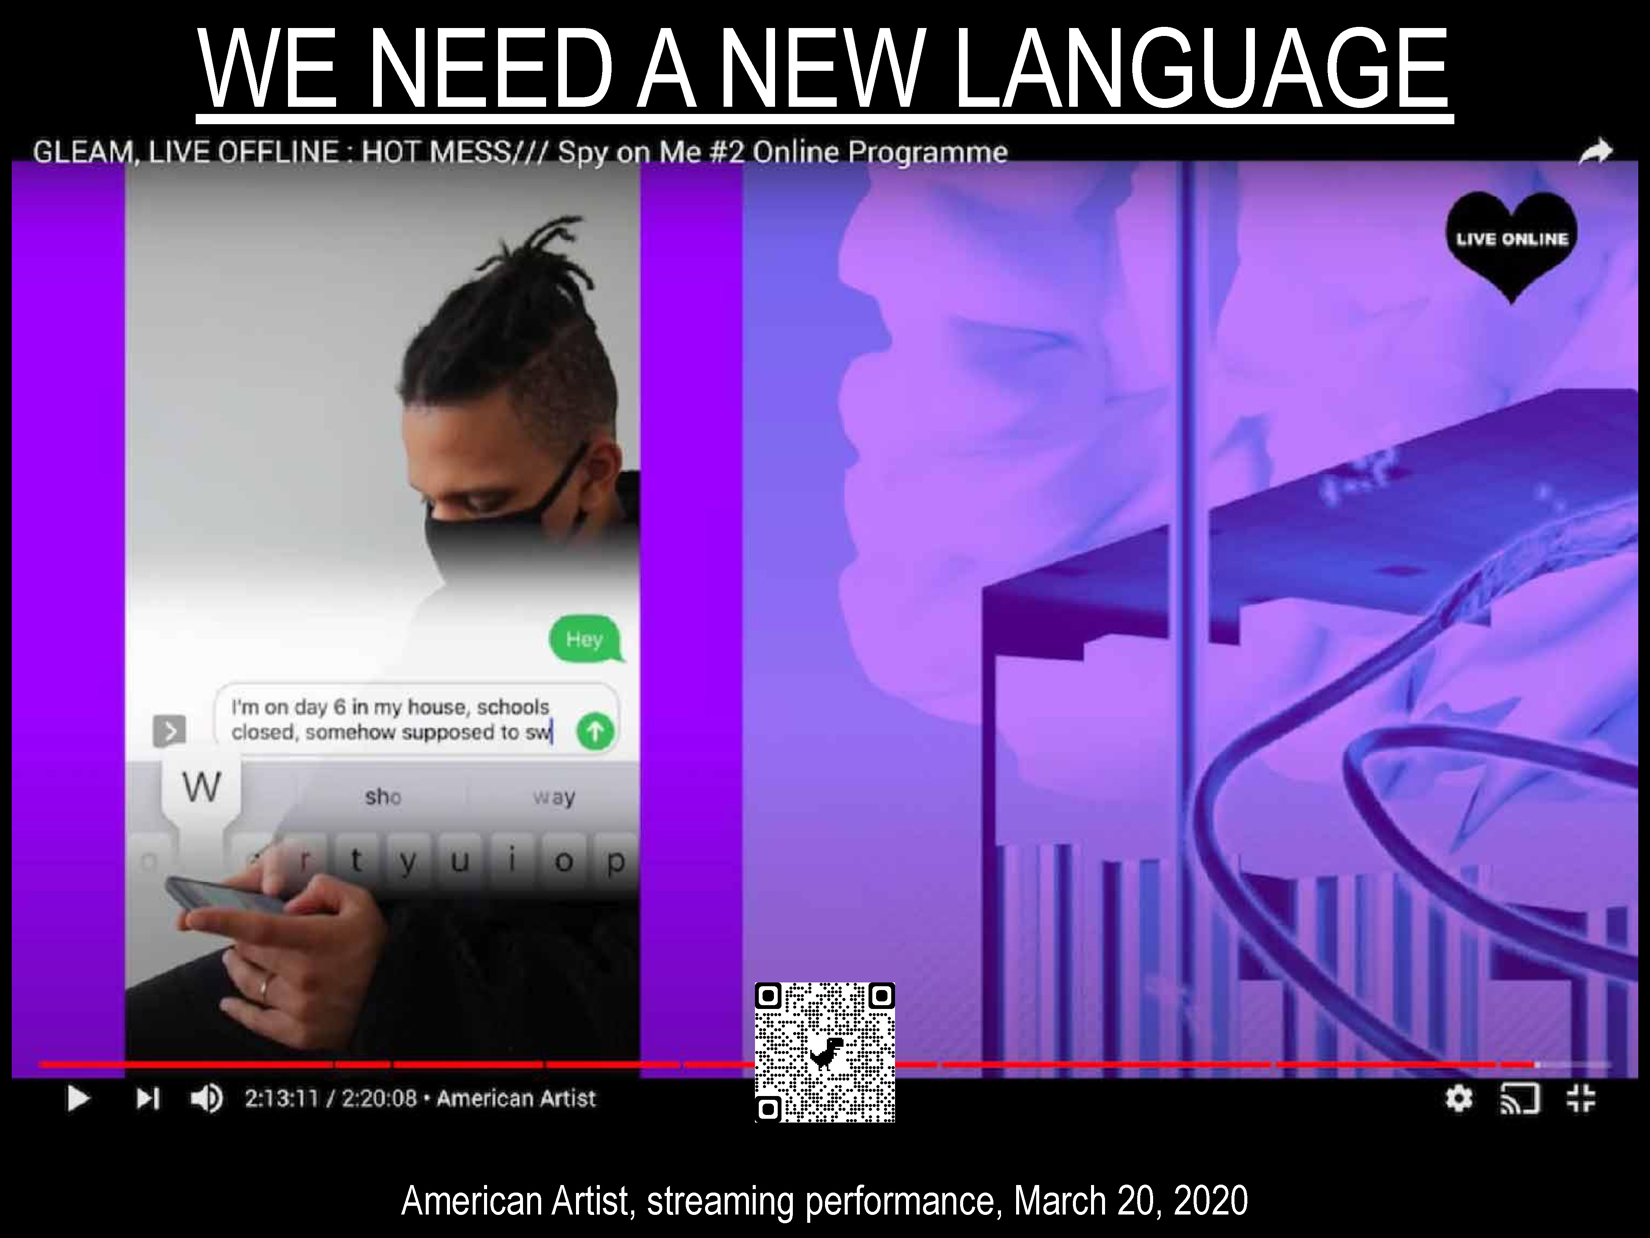 WE NEED A NEW LANGUAGE
GLEAM, LIVE OFFLINE : HOT MESS/// Spy on Me #2 Online Programme
LIVE ONLINE
Hey
I'm on day 6 in my house, schools
closed, somehow supposed to sw
W
sho way
q r t y u i o p
2:13:11 / 2:20:08 • American Artist
American Artist, streaming performance, March 20, 2020